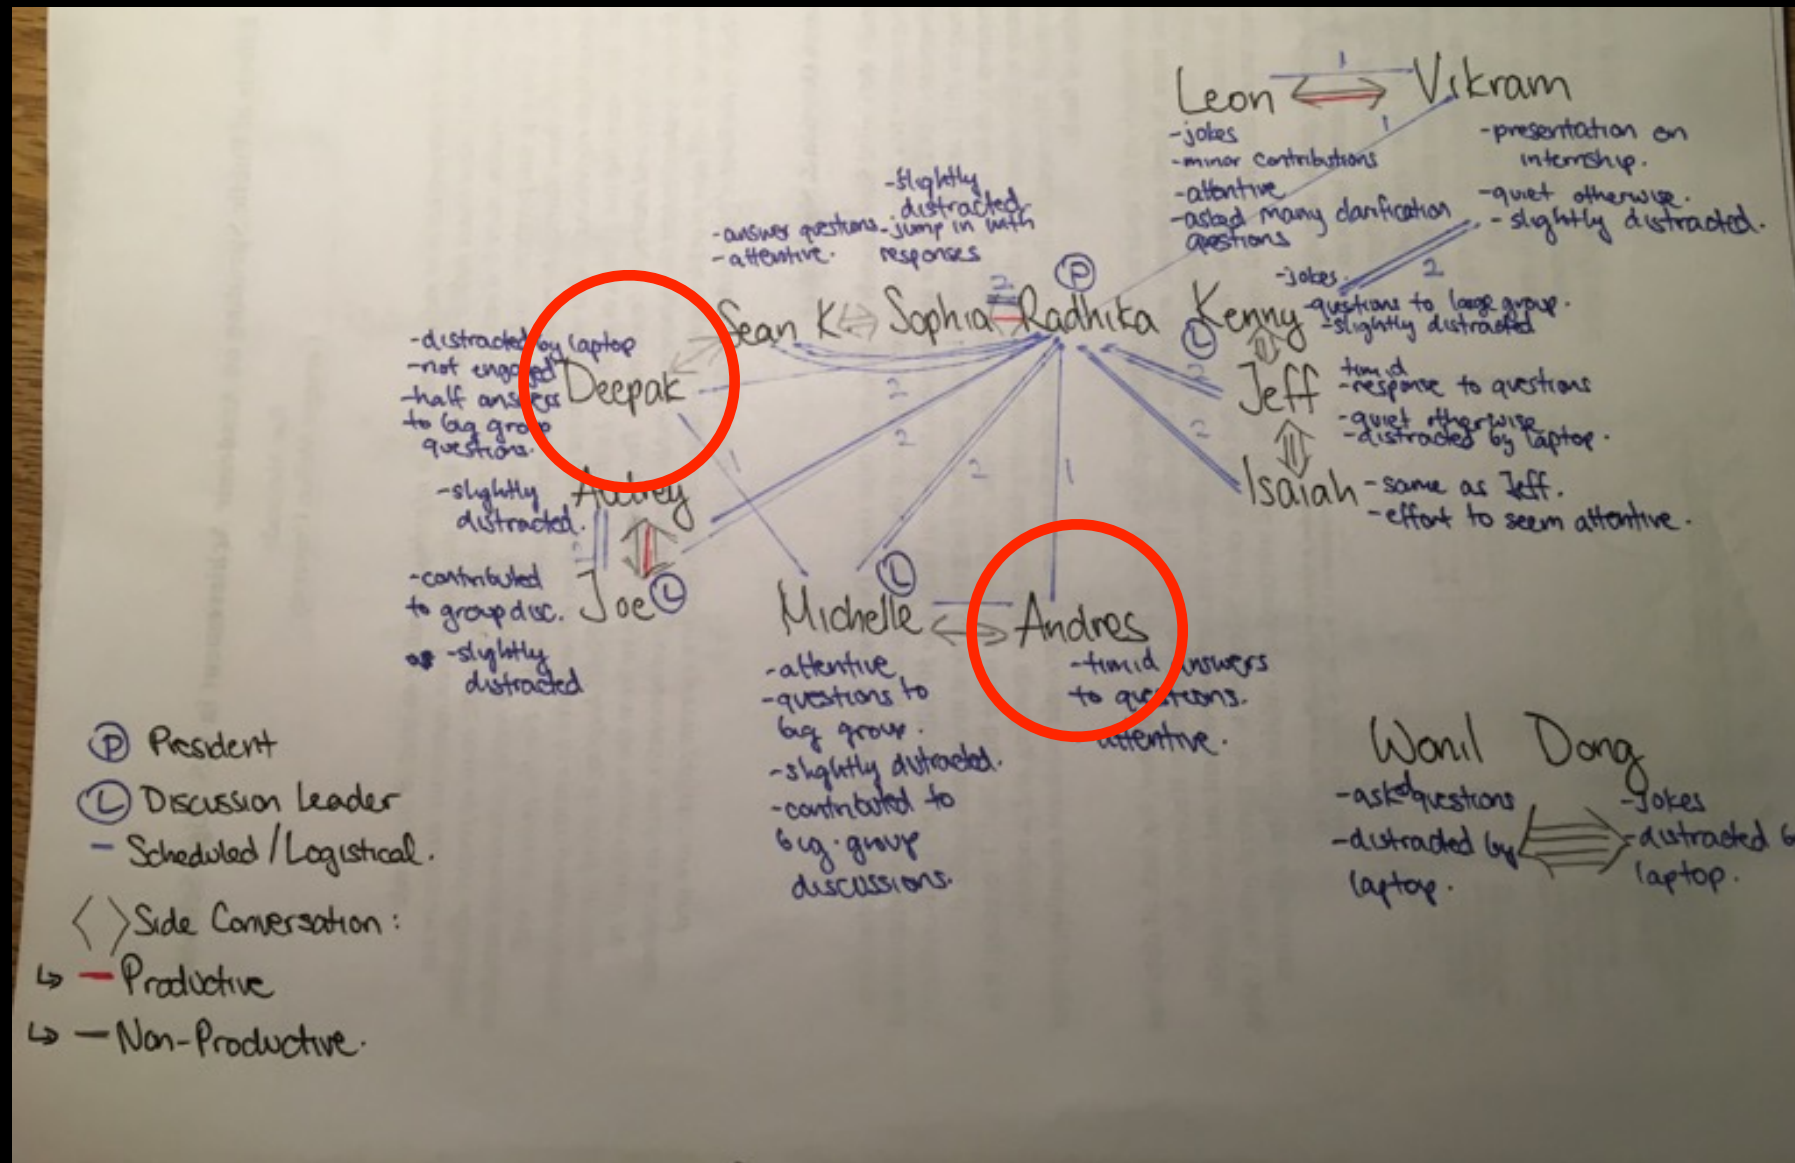 Leon
Vikram
1
1
-jokes
-minor contributions
-attentive
-asked many clarification
questions
-presentation on
internship.
-quiet otherwise.
-slightly distracted.
2
-slightly
distracted.
-jump in with
responses
-answer questions
-attentive.
P
2
Sean K
Sophia
Radhika
Kenny
L
-jokes.
-questions to large group.
-slightly distracted
-distracted by laptop
-not engaged
-half answers
to big group
questions.
Deepak
Jeff
timid
-response to questions
-quiet otherwise
-distracted by laptop.
2
2
2
2
2
1
1
Isaiah
-same as Jeff.
-effort to seem attentive.
-slightly
distracted.
Audrey
2
-contributed
to group disc.
-slightly
distracted
Joe
L
L
Michelle
-attentive
-questions to
big group.
-slightly distracted.
-contributed to
big group
discussions.
Andres
-timid answers
to questions.
attentive.
Wonil
-asked questions
-distracted by
laptop.
Dong
-Jokes
-distracted b
laptop.
P President
L Discussion Leader
- Scheduled/Logistical.
< > Side Conversation:
↳ - Productive
↳ - Non-Productive.